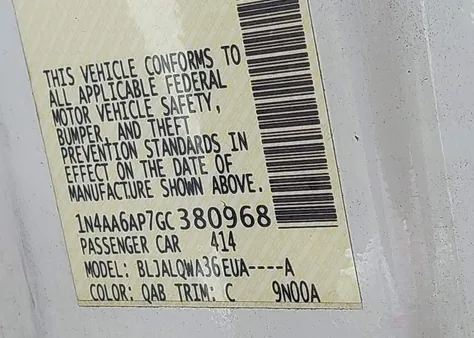 THIS VEHICLE CONFORMS TO
ALL APPLICABLE FEDERAL
MOTOR VEHICLE SAFETY,
BUMPER, AND THEFT
PREVENTION STANDARDS IN
EFFECT ON THE DATE OF
MANUFACTURE SHOWN ABOVE.
1N4AA6AP7GC380968
PASSENGER CAR 414
MODEL: BLJALQWA36EUA----A
COLOR: QAB TRIM: C 9N00A